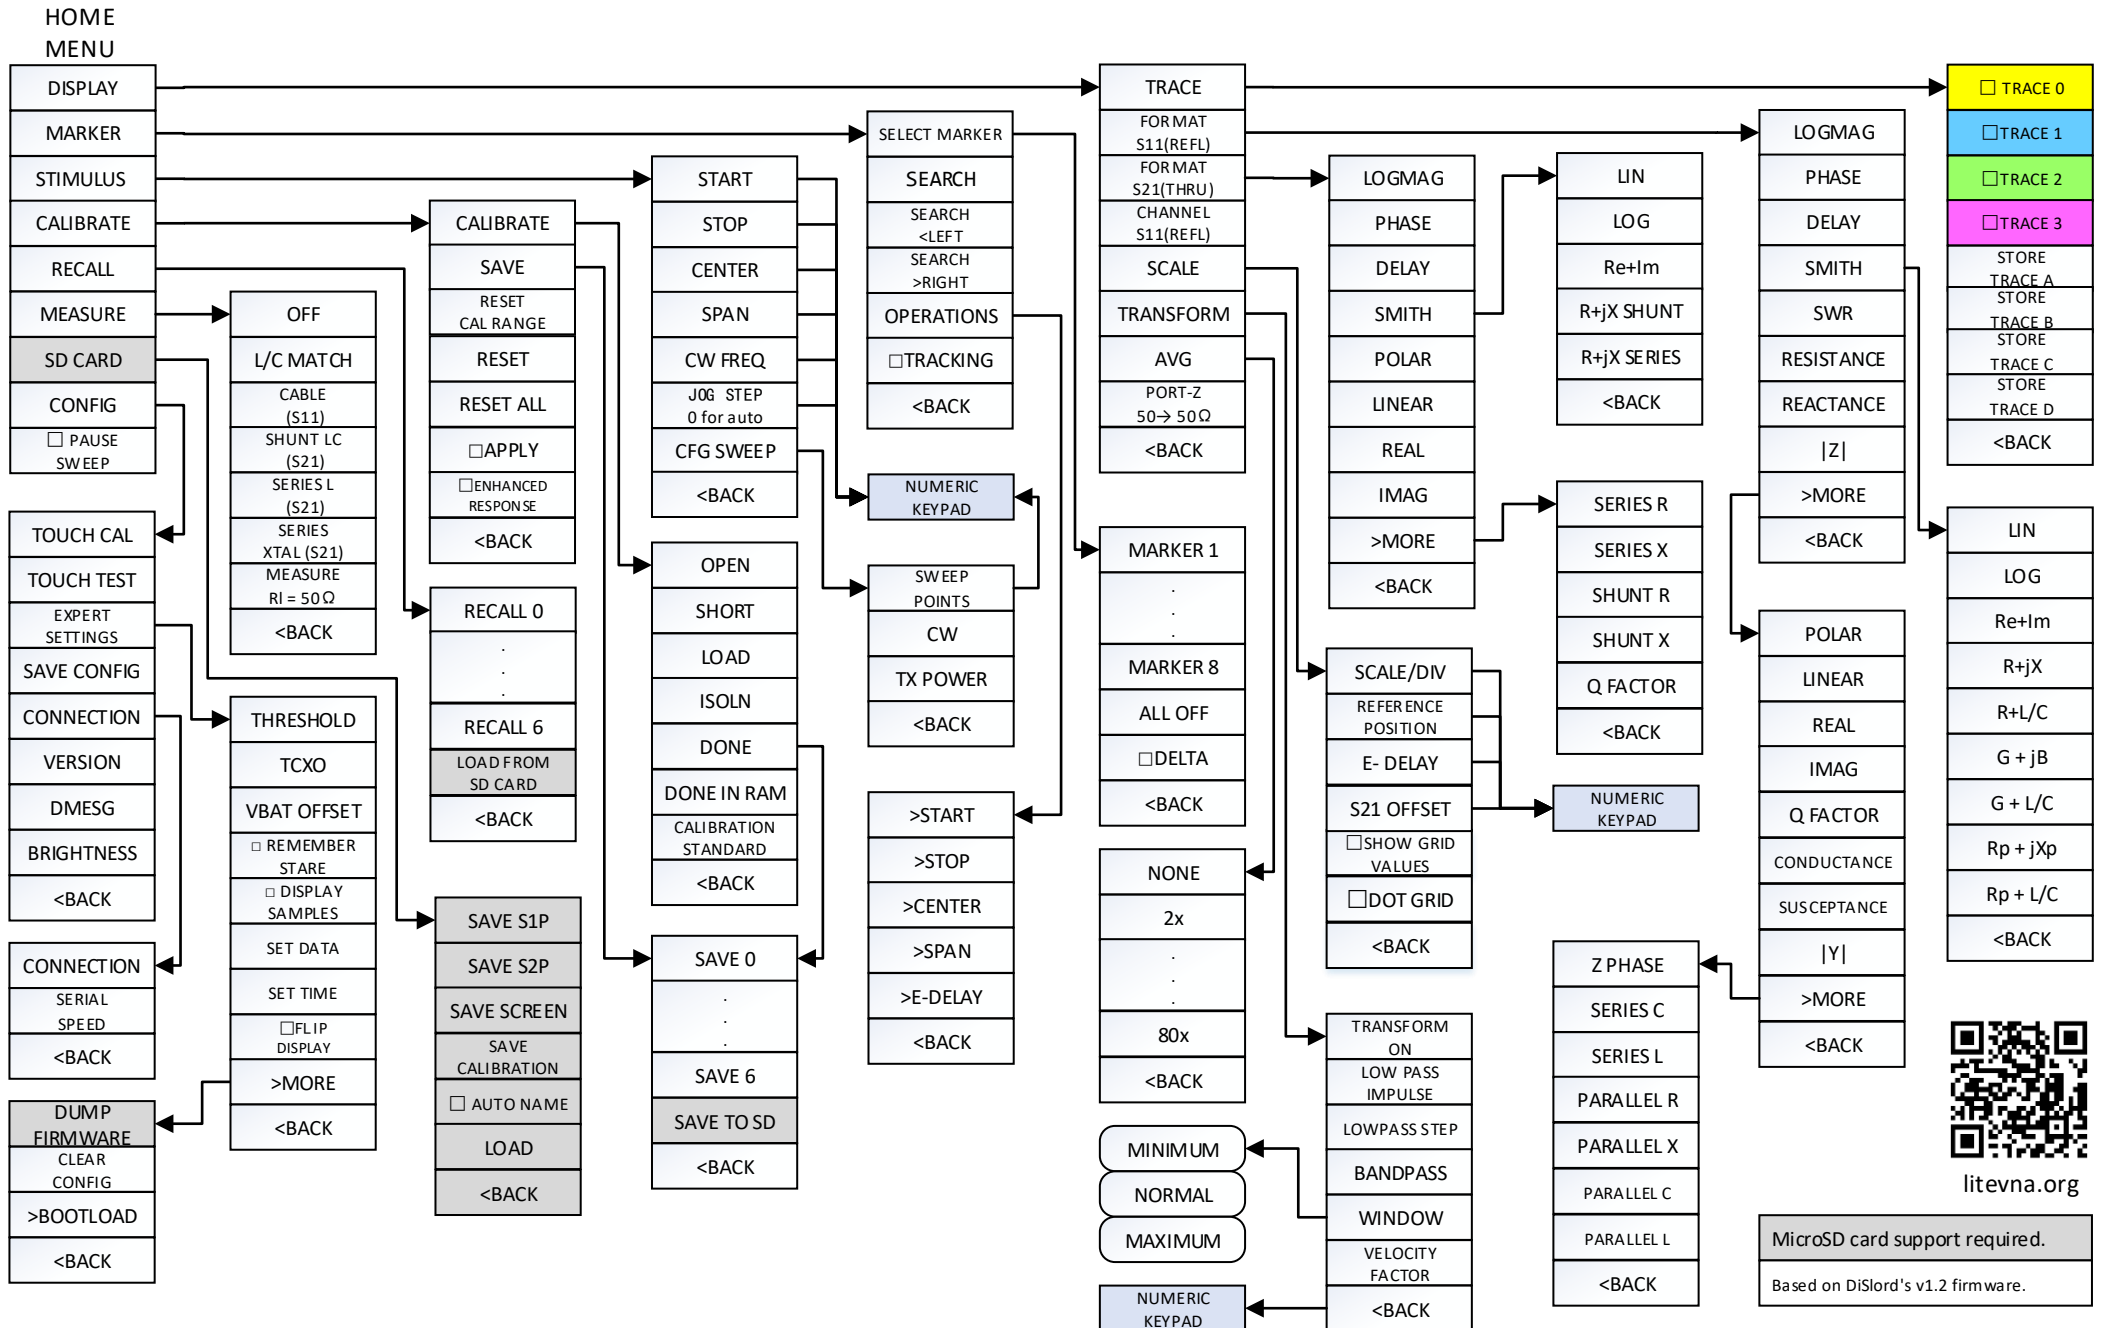 HOME
MENU
DISPLAY
MARKER
STIMULUS
CALIBRATE
RECALL
MEASURE
SD CARD
CONFIG
☐ PAUSE
SWEEP
TOUCH CAL
TOUCH TEST
EXPERT
SETTINGS
SAVE CONFIG
CONNECTION
VERSION
DMESG
BRIGHTNESS
<BACK
CONNECTION
SERIAL
SPEED
<BACK
DUMP
FIRMWARE
CLEAR
CONFIG
>BOOTLOAD
<BACK
OFF
L/C MATCH
CABLE
(S11)
SHUNT LC
(S21)
SERIES L
(S21)
SERIES
XTAL (S21)
MEASURE
Rl = 50Ω
<BACK
THRESHOLD
TCXO
VBAT OFFSET
☐ REMEMBER
STARE
☐ DISPLAY
SAMPLES
SET DATA
SET TIME
☐FLIP
DISPLAY
>MORE
<BACK
CALIBRATE
SAVE
RESET
CAL RANGE
RESET
RESET ALL
☐APPLY
☐ENHANCED
RESPONSE
<BACK
RECALL 0
.
.
.
RECALL 6
LOAD FROM
SD CARD
<BACK
SAVE S1P
SAVE S2P
SAVE SCREEN
SAVE
CALIBRATION
☐ AUTO NAME
LOAD
<BACK
START
STOP
CENTER
SPAN
CW FREQ
JOG STEP
0 for auto
CFG SWEEP
<BACK
OPEN
SHORT
LOAD
ISOLN
DONE
DONE IN RAM
CALIBRATION
STANDARD
<BACK
SAVE 0
.
.
.
SAVE 6
SAVE TO SD
<BACK
SELECT MARKER
SEARCH
SEARCH
<LEFT
SEARCH
>RIGHT
OPERATIONS
☐TRACKING
<BACK
NUMERIC
KEYPAD
SWEEP
POINTS
CW
TX POWER
<BACK
>START
>STOP
>CENTER
>SPAN
>E-DELAY
<BACK
TRACE
FORMAT
S11(REFL)
FORMAT
S21(THRU)
CHANNEL
S11(REFL)
SCALE
TRANSFORM
AVG
PORT-Z
50→ 50Ω
<BACK
MARKER 1
.
.
.
MARKER 8
ALL OFF
☐DELTA
<BACK
NONE
2x
.
.
.
80x
<BACK
MINIMUM
NORMAL
MAXIMUM
NUMERIC
KEYPAD
LOGMAG
PHASE
DELAY
SMITH
POLAR
LINEAR
REAL
IMAG
>MORE
<BACK
SCALE/DIV
REFERENCE
POSITION
E- DELAY
S21 OFFSET
☐SHOW GRID
VALUES
☐DOT GRID
<BACK
TRANSFORM
ON
LOW PASS
IMPULSE
LOWPASS STEP
BANDPASS
WINDOW
VELOCITY
FACTOR
<BACK
LIN
LOG
Re+Im
R+jX SHUNT
R+jX SERIES
<BACK
SERIES R
SERIES X
SHUNT R
SHUNT X
Q FACTOR
<BACK
NUMERIC
KEYPAD
Z PHASE
SERIES C
SERIES L
PARALLEL R
PARALLEL X
PARALLEL C
PARALLEL L
<BACK
LOGMAG
PHASE
DELAY
SMITH
SWR
RESISTANCE
REACTANCE
|Z|
>MORE
<BACK
POLAR
LINEAR
REAL
IMAG
Q FACTOR
CONDUCTANCE
SUSCEPTANCE
|Y|
>MORE
<BACK
☐ TRACE 0
☐TRACE 1
☐TRACE 2
☐TRACE 3
STORE
TRACE A
STORE
TRACE B
STORE
TRACE C
STORE
TRACE D
<BACK
LIN
LOG
Re+Im
R+jX
R+L/C
G + jB
G + L/C
Rp + jXp
Rp + L/C
<BACK
litevna.org
MicroSD card support required.
Based on DiSlord's v1.2 firmware.